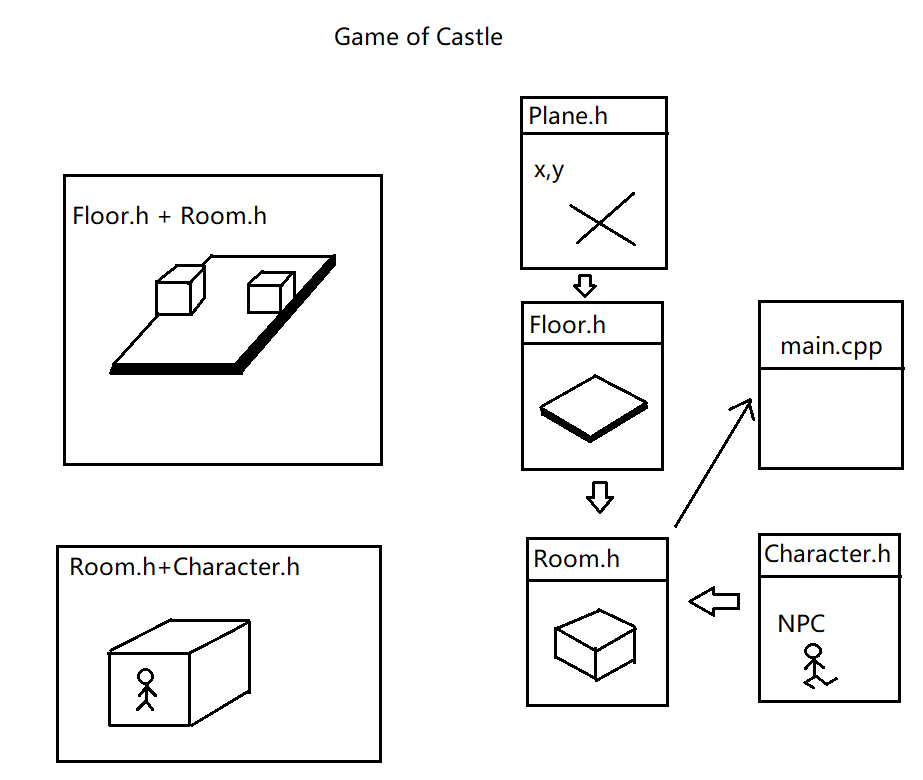 Game of Castle
Plane.h
x,y
Floor.h + Room.h
Floor.h
main.cpp
Room.h+Character.h
Room.h
Character.h
NPC